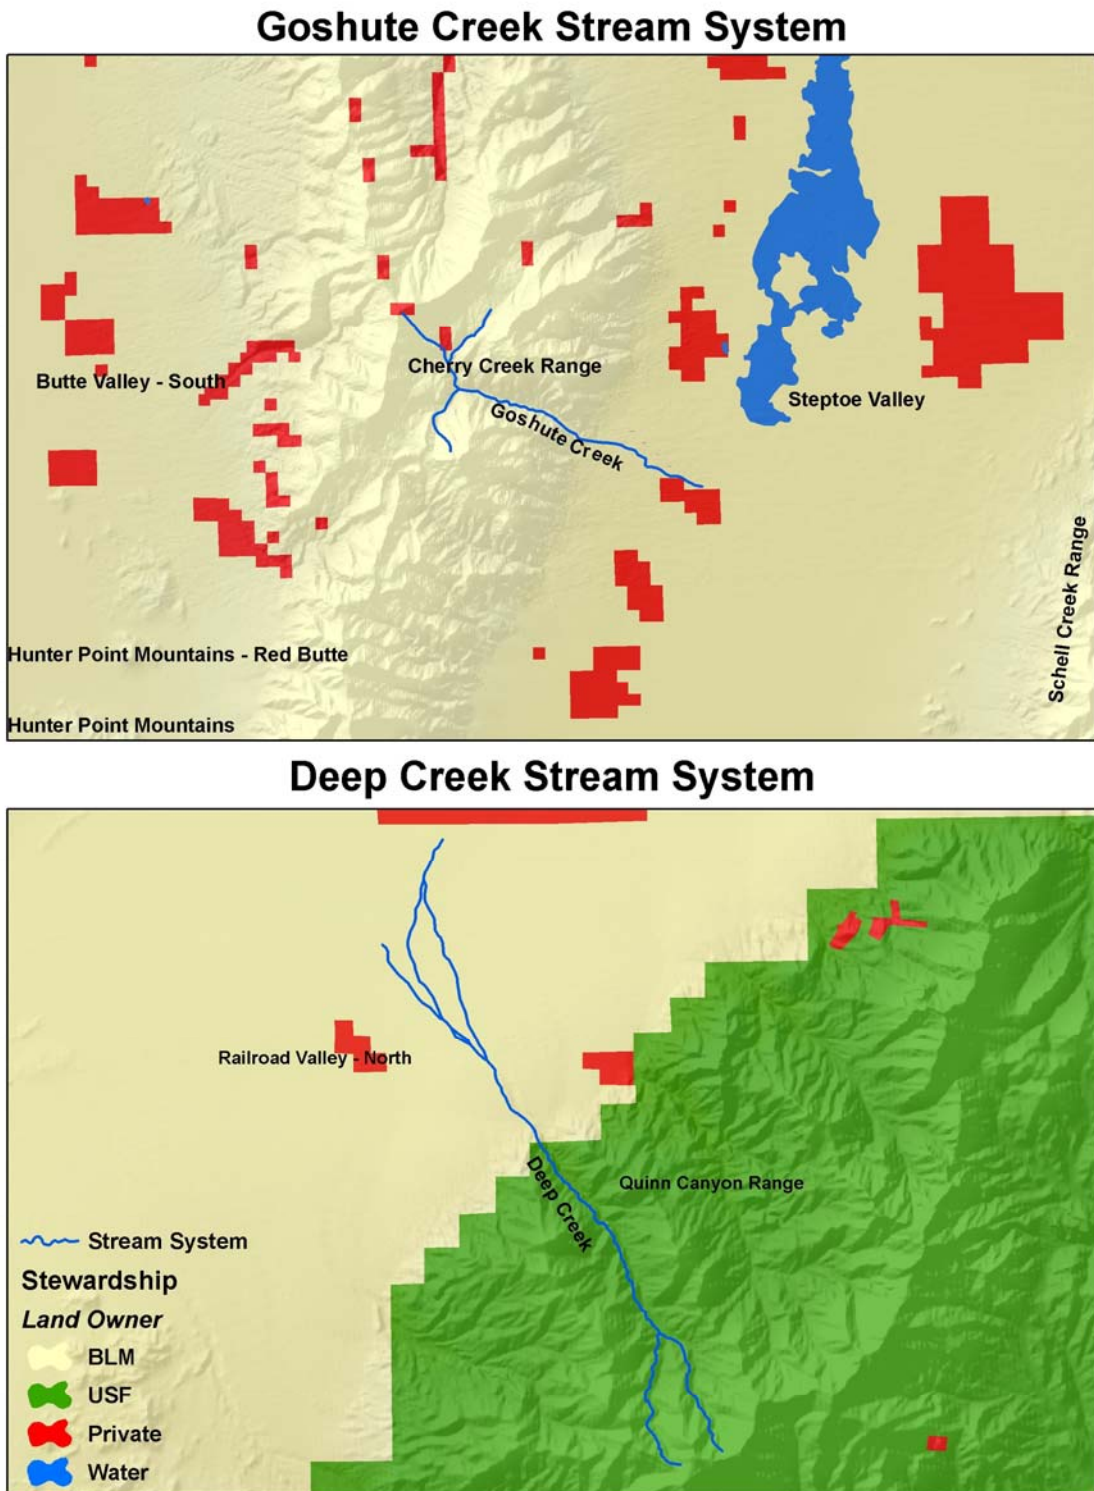 Goshute Creek Stream System
Cherry Creek Range
Butte Valley - South
Steptoe Valley
Goshute Creek
Schell Creek Range
Hunter Point Mountains - Red Butte
Hunter Point Mountains
Deep Creek Stream System
Railroad Valley - North
Quinn Canyon Range
Deep Creek
Stream System
Stewardship
Land Owner
BLM
USF
Private
Water